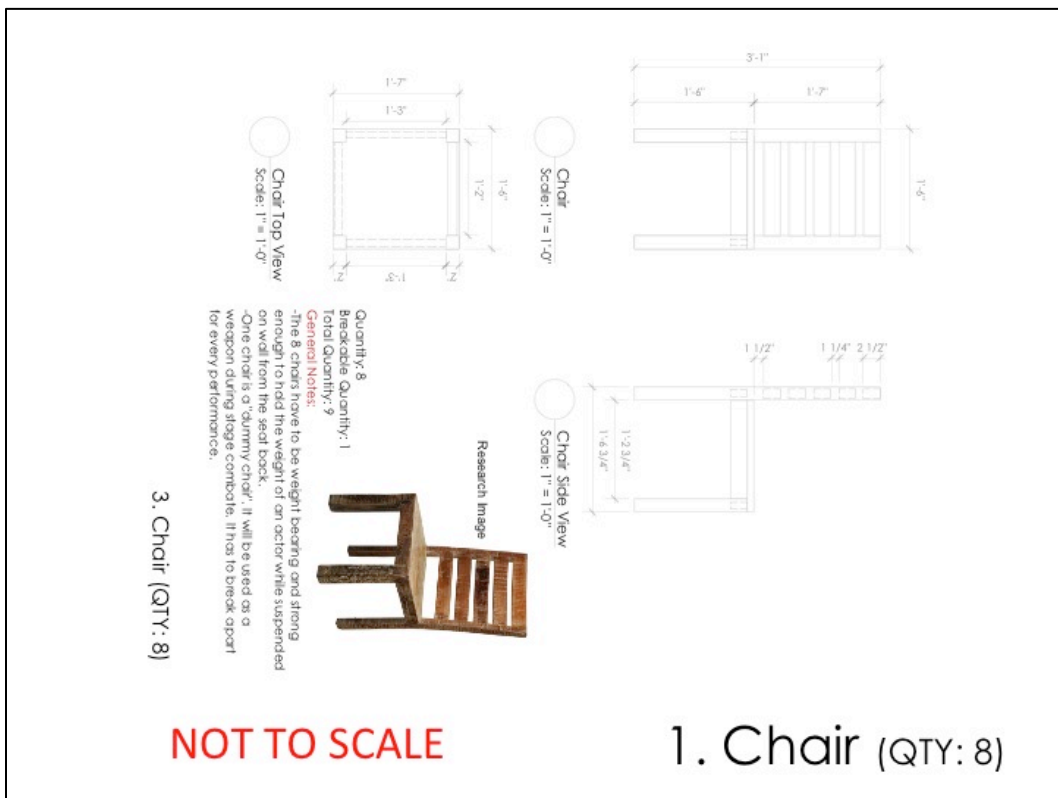 3'-1"
1'-6"
1'-7"
1'-6"
Chair
Scale: 1" = 1'-0"
1'-7"
1'-3"
1'-2"
1'-6"
2"
1'-3"
2"
Chair Top View
Scale: 1" = 1'-0"
1 1/2"
1 1/4"
2 1/2"
1'-2 3/4"
1'-6 3/4"
Chair Side View
Scale: 1" = 1'-0"
Research Image
Quantity: 8
Breakable Quantity: 1
Total Quantity: 9
General Notes:
-The 8 chairs have to be weight bearing and strong
enough to hold the weight of an actor while suspended
on wall from the seat back.
-One chair is a "dummy chair". It will be used as a
weapon during stage combate. It has to break apart
for every performance.
3. Chair (QTY: 8)
NOT TO SCALE
1. Chair (QTY: 8)